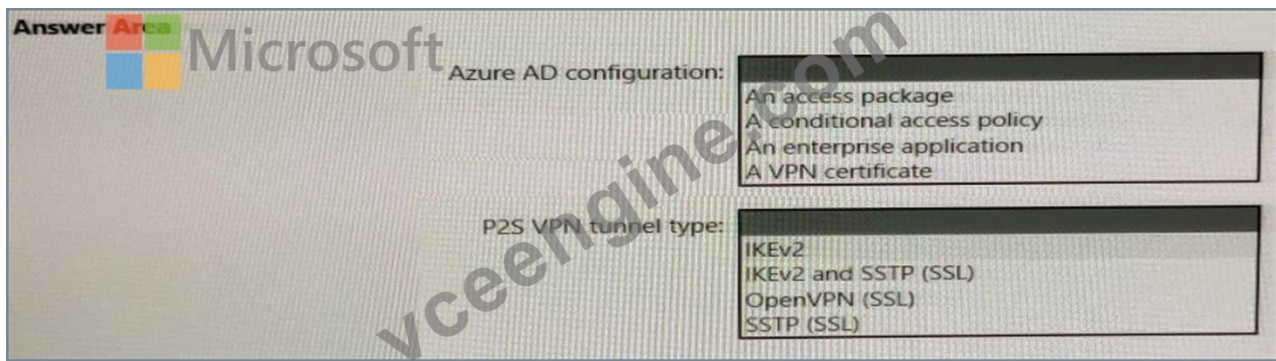 Answer Area
Microsoft
Azure AD configuration:
An access package
A conditional access policy
An enterprise application
A VPN certificate
P2S VPN tunnel type:
IKEv2
IKEv2 and SSTP (SSL)
OpenVPN (SSL)
SSTP (SSL)
vceengine.com